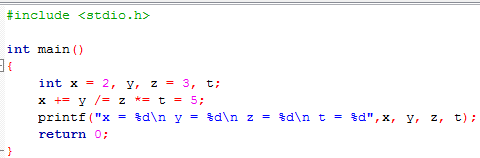 #include <stdio.h>
int main()
{
int x = 2, y, z = 3, t;
x += y /= z *= t = 5;
printf("x = %d\n y = %d\n z = %d\n t = %d",x, y, z, t);
return 0;
}